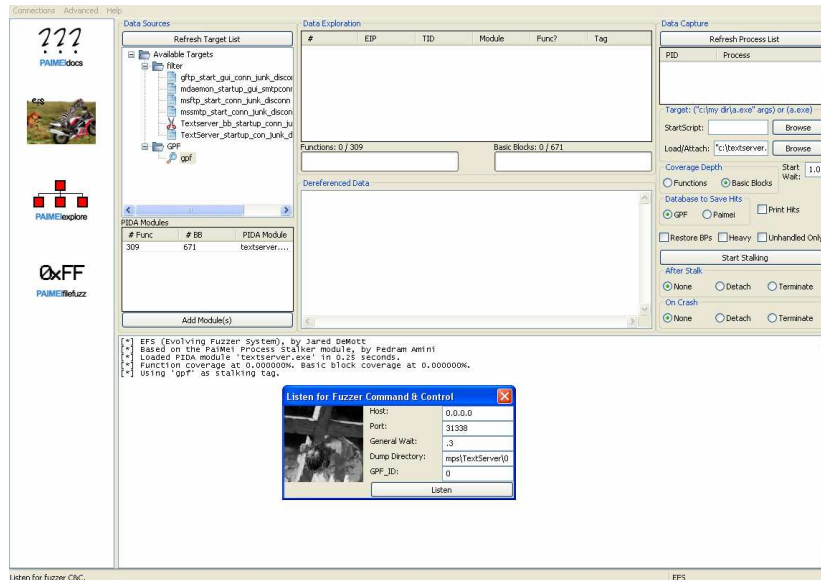 Connections Advanced Help
???
PAIMEIdocs
efs
PAIMEIexplore
0xFF
PAIMEIfilefuzz
Data Sources
Refresh Target List
Available Targets
filter
gftp_start_gui_conn_junk_discon
mdaemon_startup_gui_smtpconn
msftp_start_conn_junk_disconn
mssmtp_start_conn_junk_discon
Textserver_bb_startup_conn_ju
TextServer_startup_con_junk_d
GPF
gpf
PIDA Modules
# Func # BB PIDA Module
309 671 textserver....
Add Module(s)
Data Exploration
# EIP TID Module Func? Tag
Functions: 0 / 309 Basic Blocks: 0 / 671
Dereferenced Data
Data Capture
Refresh Process List
PID Process
Target: ("c:\my dir\a.exe" args) or (a.exe)
StartScript: Browse
Load/Attach: "c:\textserver. Browse
Coverage Depth
Functions Basic Blocks
Start Wait: 1.0
Database to Save Hits
GPF Paimei Print Hits
Restore BPs Heavy Unhandled Only
Start Stalking
After Stalk
None Detach Terminate
On Crash
None Detach Terminate
[*] EFS (Evolving Fuzzer System), by Jared DeMott
[*] Based on the PaiMei Process Stalker module, by Pedram Amini
[*] Loaded PIDA module 'textserver.exe' in 0.25 seconds.
[*] Function coverage at 0.000000%. Basic block coverage at 0.000000%.
[*] Using 'gpf' as stalking tag.
Listen for Fuzzer Command & Control
Host: 0.0.0.0
Port: 31338
General Wait: .3
Dump Directory: mps\TextServer\0
GPF_ID: 0
Listen
Listen for fuzzer C&C. EFS